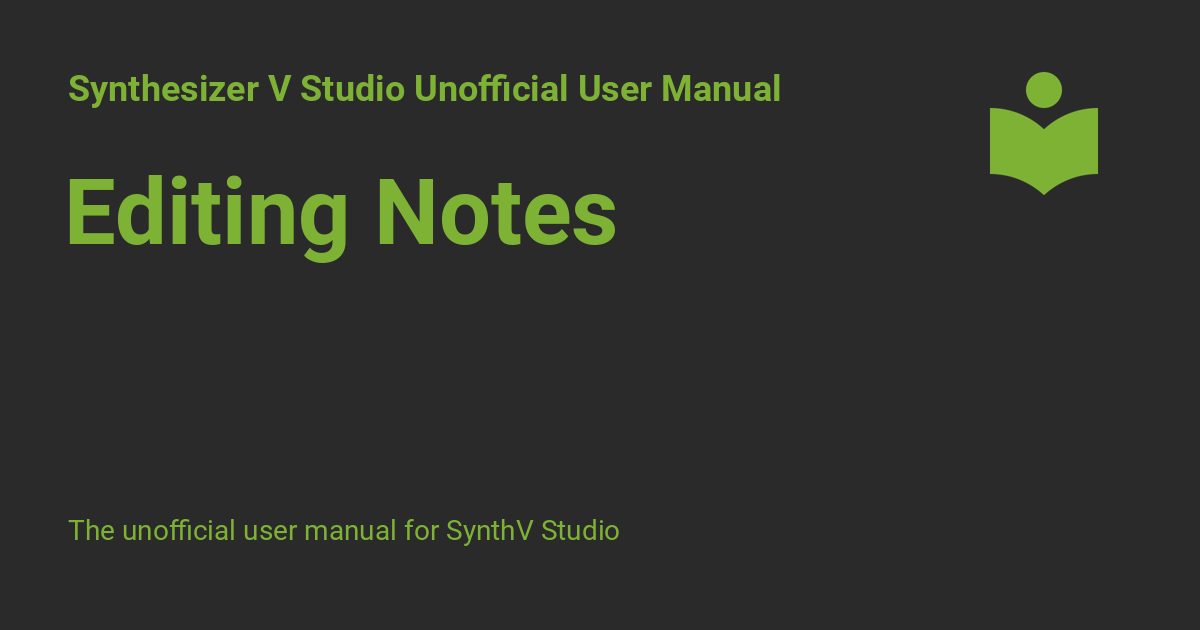 Synthesizer V Studio Unofficial User Manual
Editing Notes
The unofficial user manual for SynthV Studio